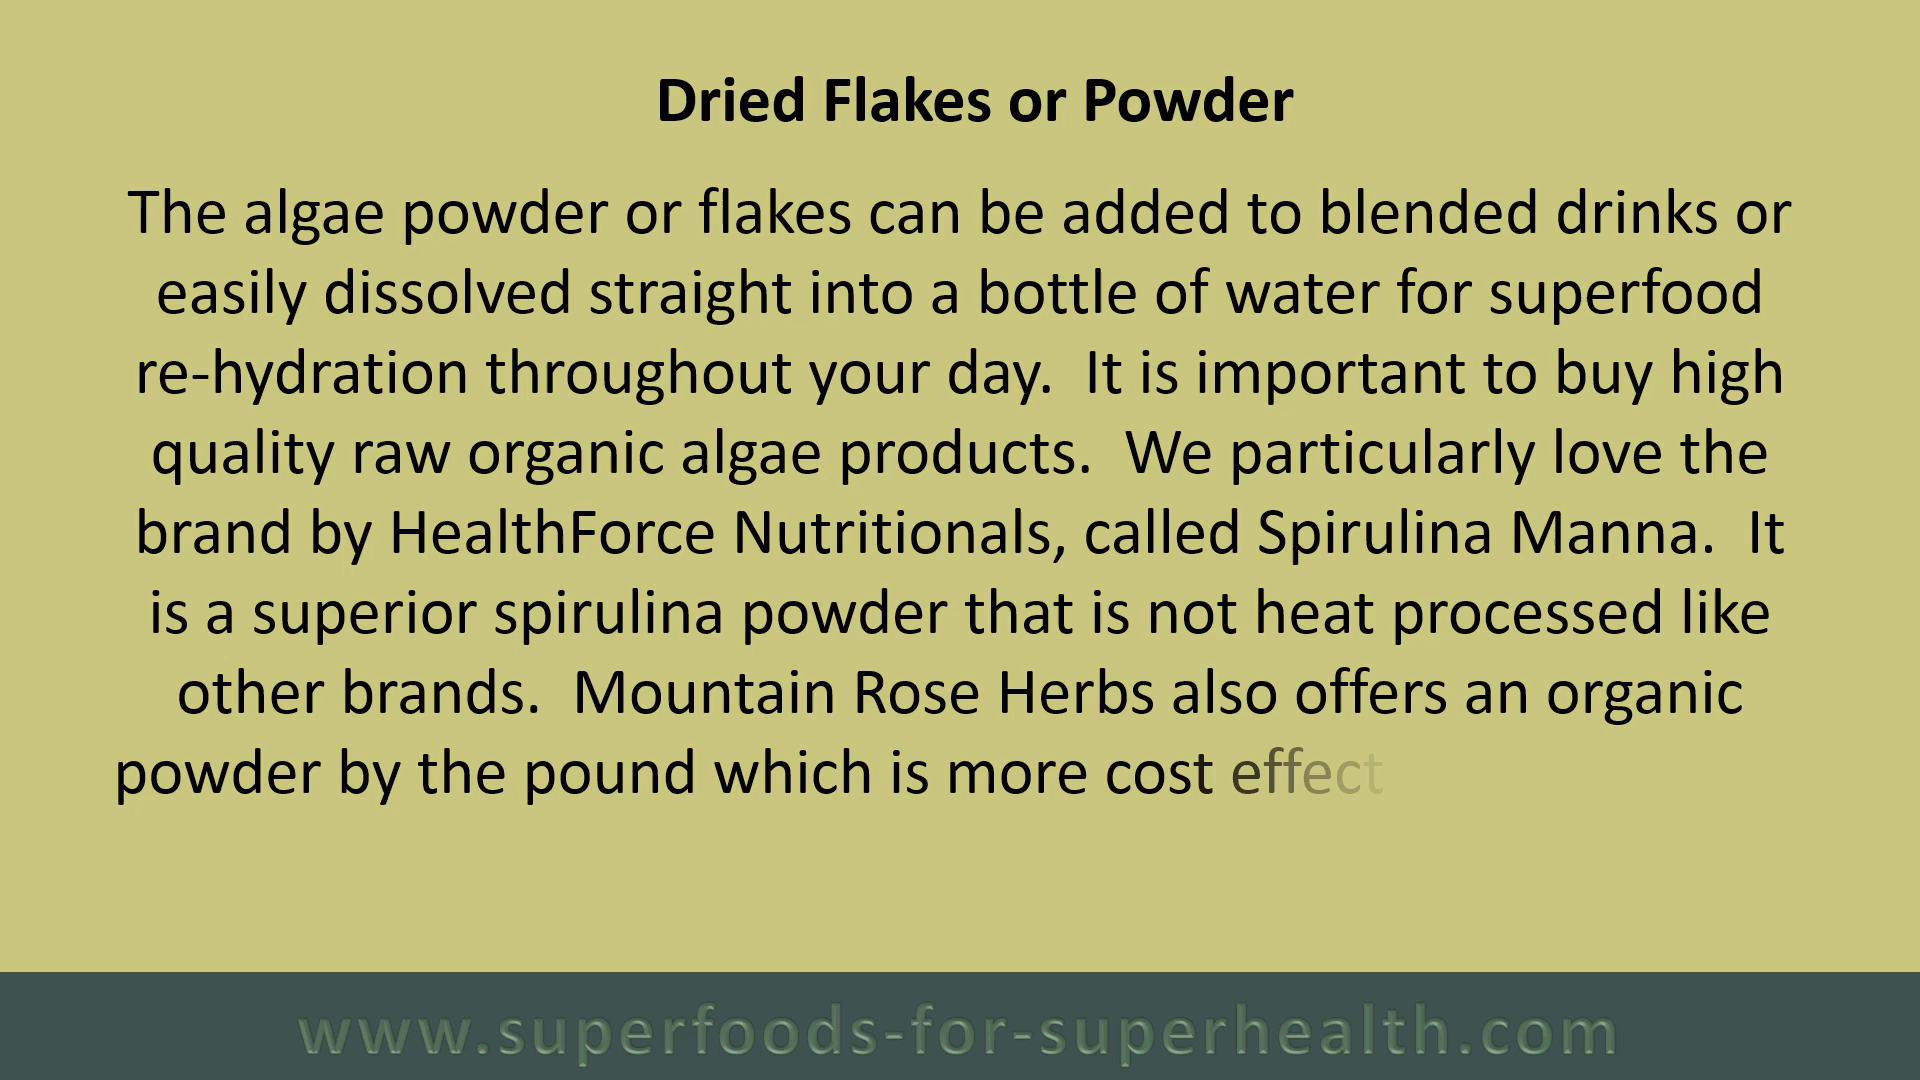 Dried Flakes or Powder
The algae powder or flakes can be added to blended drinks or
easily dissolved straight into a bottle of water for superfood
re-hydration throughout your day.  It is important to buy high
quality raw organic algae products.  We particularly love the
brand by HealthForce Nutritionals, called Spirulina Manna.  It
is a superior spirulina powder that is not heat processed like
other brands.  Mountain Rose Herbs also offers an organic
powder by the pound which is more cost effect
www.superfoods-for-superhealth.com